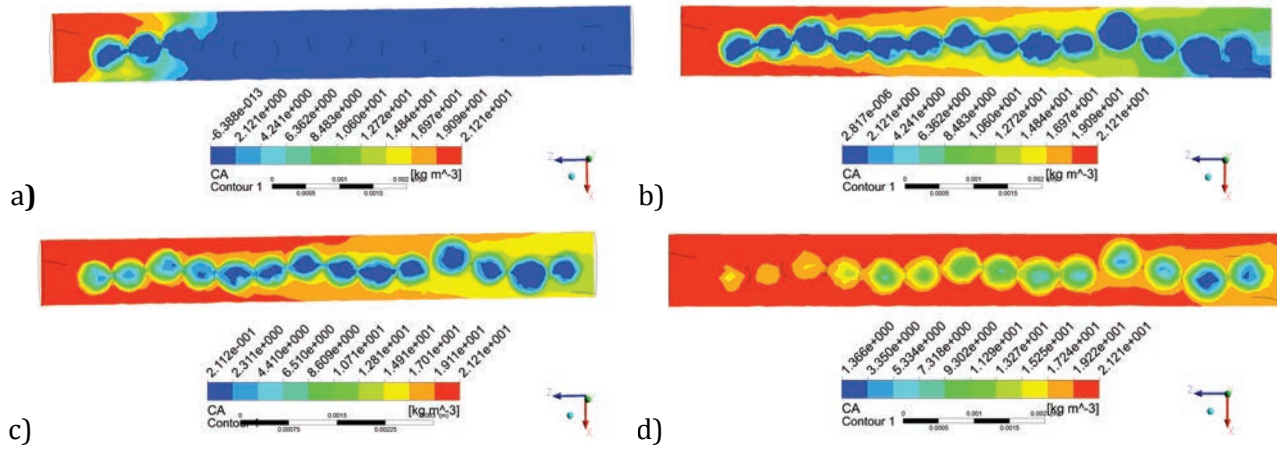 -6.388e-013
2.121e+000
4.241e+000
6.362e+000
8.483e+000
1.060e+001
1.272e+001
1.484e+001
1.697e+001
1.909e+001
2.121e+001
CA
[kg m^-3]
Contour 1
0 0.001 0.002
0.0005 0.0015
Z
X
a)
2.817e-006
2.121e+000
4.241e+000
6.362e+000
8.483e+000
1.060e+001
1.272e+001
1.484e+001
1.697e+001
1.909e+001
2.121e+001
CA
[kg m^-3]
Contour 1
0 0.001 0.002
0.0005 0.0015
Z
X
b)
2.112e-001
2.311e+000
4.410e+000
6.510e+000
8.609e+000
1.071e+001
1.281e+001
1.491e+001
1.701e+001
1.911e+001
2.121e+001
CA
[kg m^-3]
Contour 1
0 0.0015 0.003 (m)
0.00075 0.00225
Z
X
c)
1.366e+000
3.350e+000
5.334e+000
7.318e+000
9.302e+000
1.129e+001
1.327e+001
1.525e+001
1.724e+001
1.922e+001
2.121e+001
CA
[kg m^-3]
Contour 1
0 0.001 0.002
0.0005 0.0015
Z
X
d)